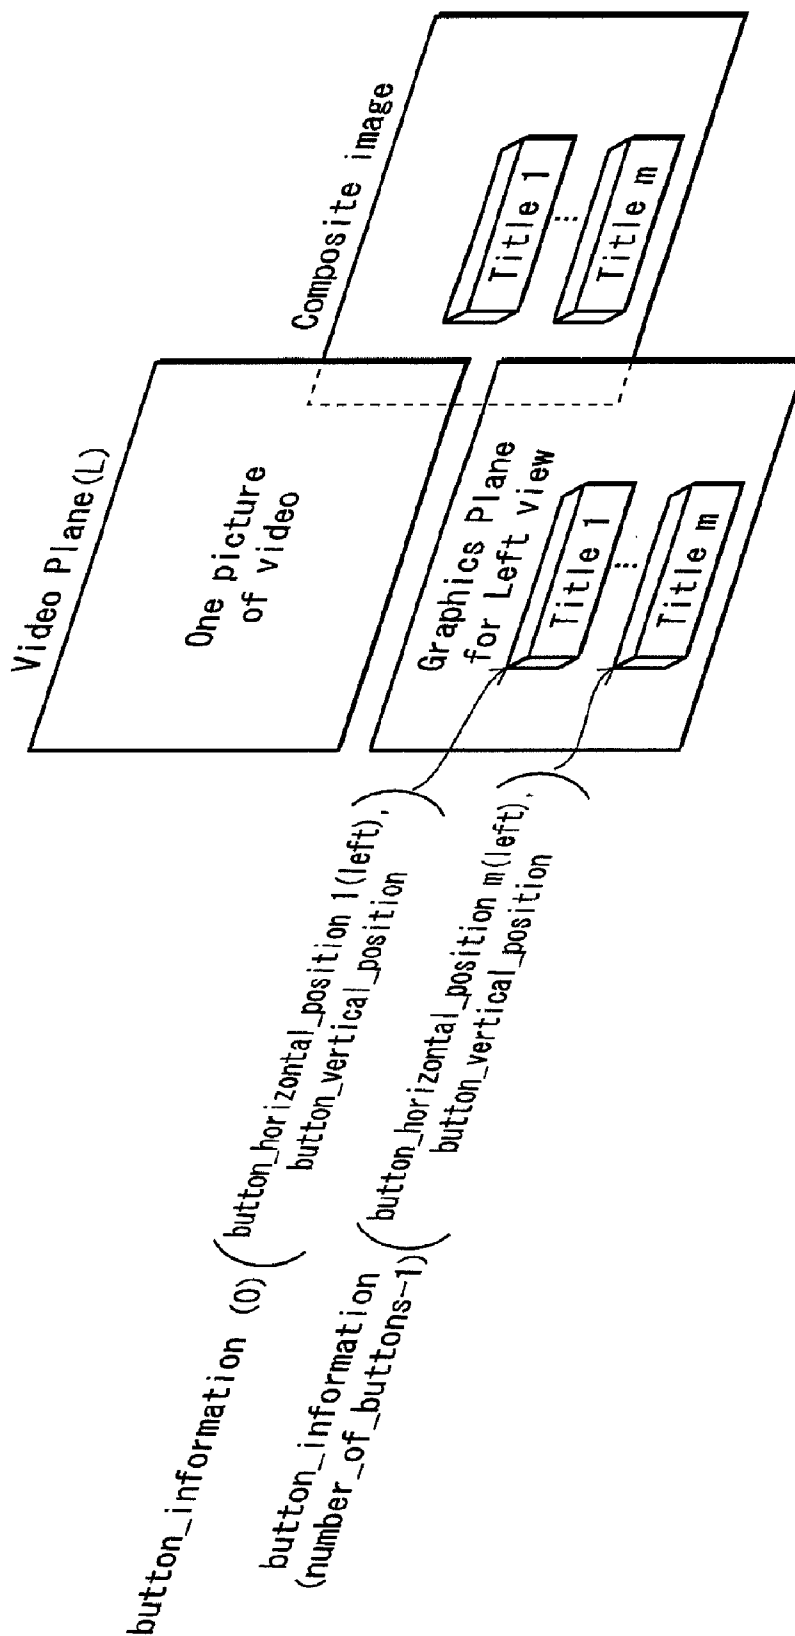 Video Plane(L)
One picture
of video
Composite image
Title 1
⋮
Title m
Graphics Plane
for Left view
Title 1
⋮
Title m
button_information (0)
(button_horizontal_position 1(left),
button_vertical_position)
button_information
(number_of_buttons-1)
(button_horizontal_position m(left),
button_vertical_position)